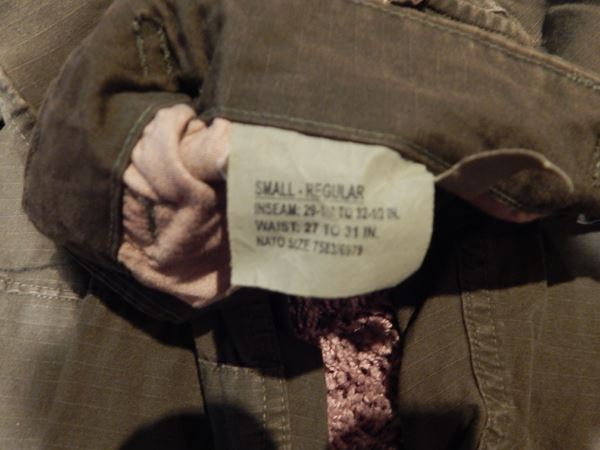 SMALL - REGULAR
INSEAM: 29-1/2 TO 32-1/2 IN.
WAIST: 27 TO 31 IN.
NATO SIZE 7583/6979